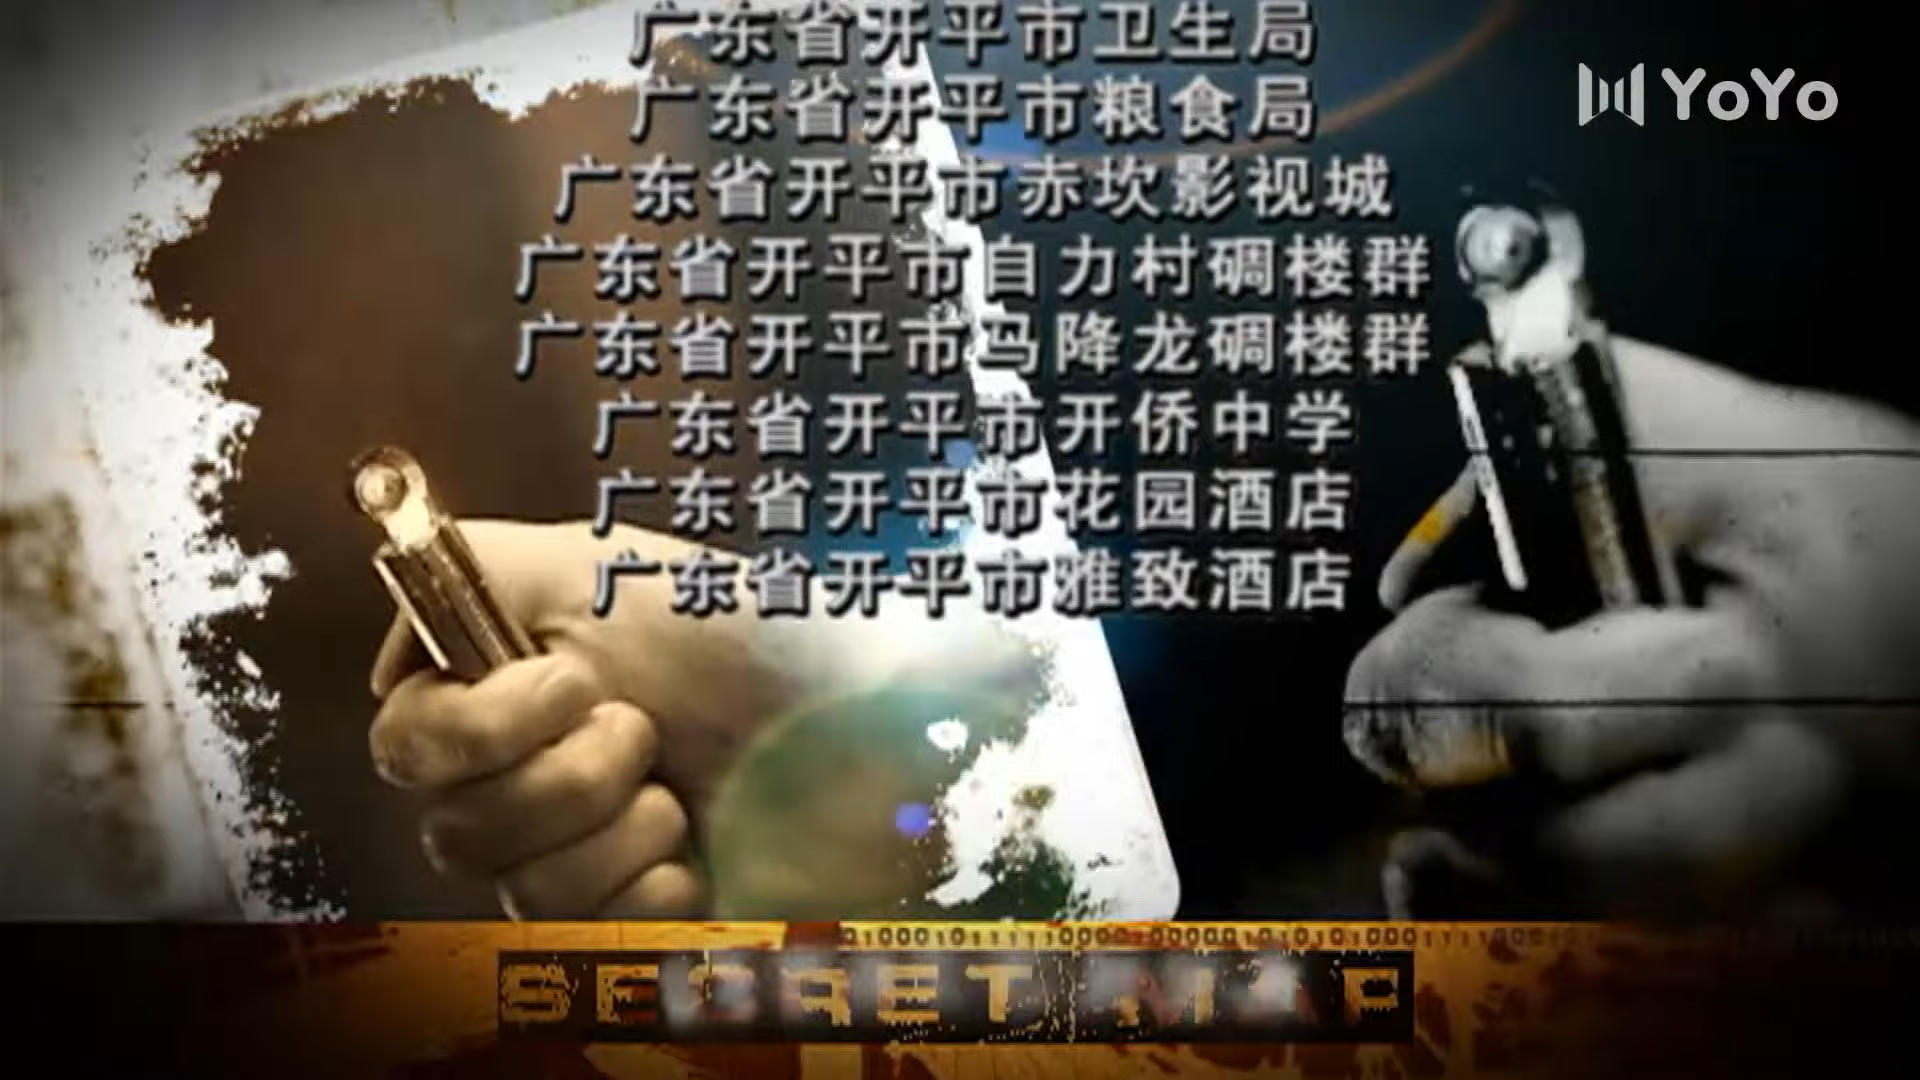 广东省开平市卫生局
YoYo
广东省开平市粮食局
广东省开平市赤坎影视城
广东省开平市自力村碉楼群
广东省开平市马降龙碉楼群
广东省开平市开侨中学
广东省开平市花园酒店
广东省开平市雅致酒店
SECRET MAP